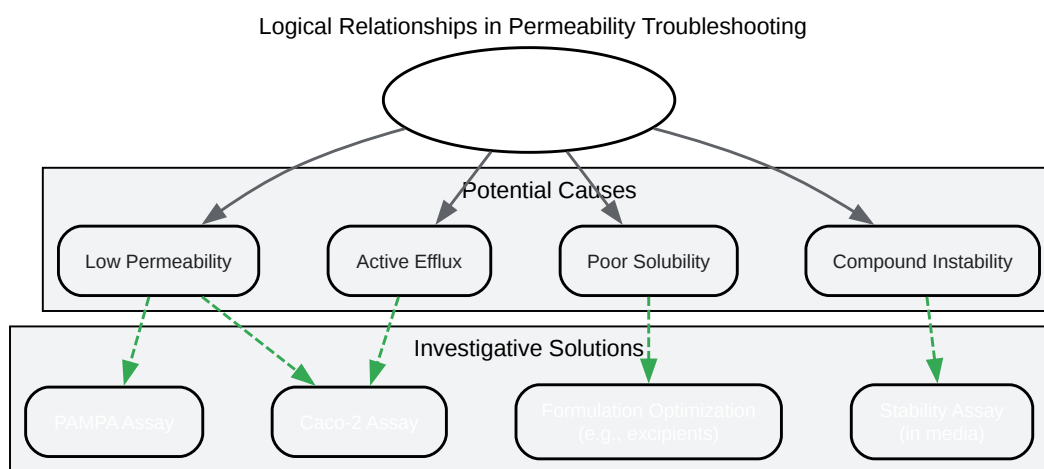 Logical Relationships in Permeability Troubleshooting
Potential Causes
Low Permeability
Active Efflux
Poor Solubility
Compound Instability
Investigative Solutions
PAMPA Assay
Caco-2 Assay
Formulation Optimization
(e.g., excipients)
Stability Assay
(in media)